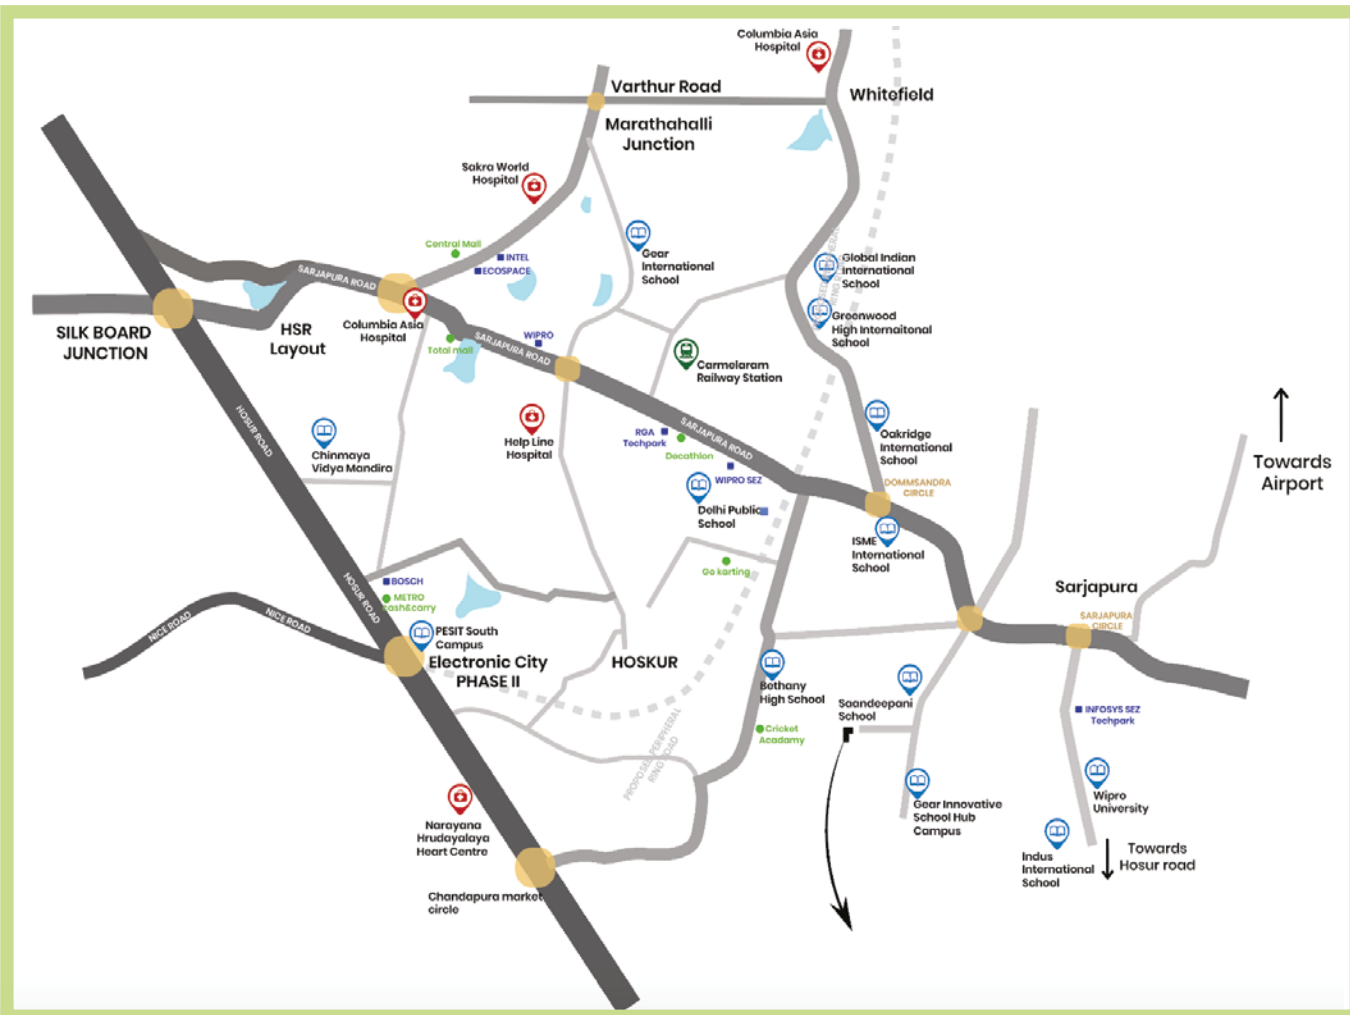 Columbia Asia
Hospital
Varthur Road
Whitefield
Marathahalli
Junction
Sakra World
Hospital
Central Mall
INTEL
ECOSPACE
Gear
International
School
Global Indian
International
School
SARJAPURA ROAD
Greenwood
High Internaitonal
School
SILK BOARD
JUNCTION
HSR
Layout
Columbia Asia
Hospital
Total mall
SARJAPURA ROAD
WIPRO
Carmelaram
Railway Station
HOSUR ROAD
Chinmaya
Vidya Mandira
Help Line
Hospital
RGA
Techpark
Decathlon
SARJAPURA ROAD
WIPRO SEZ
Oakridge
International
School
Towards
Airport
DOMMSANDRA
CIRCLE
Delhi Public
School
ISME
International
School
HOSUR ROAD
BOSCH
METRO
cash&carry
Go karting
Sarjapura
SARJAPURA
CIRCLE
NICE ROAD
NICE ROAD
PESIT South
Campus
Electronic City
PHASE II
HOSKUR
Bethany
High School
Saandeepani
School
INFOSYS SEZ
Techpark
Cricket
Acadamy
PROPOSED PERIPHERAL
RING ROAD
Narayana
Hrudayalaya
Heart Centre
Gear Innovative
School Hub
Campus
Wipro
University
Indus
International
School
Towards
Hosur road
Chandapura market
circle